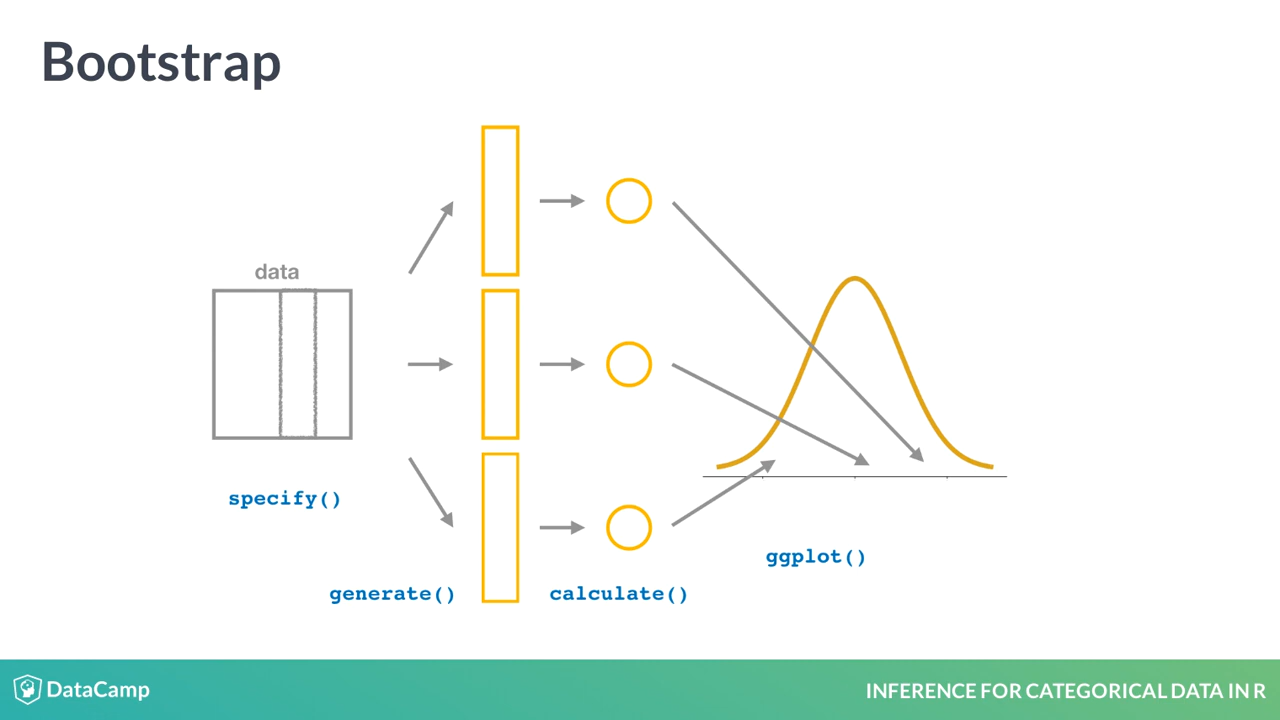 Bootstrap
data
specify()
generate()
calculate()
ggplot()
DataCamp
INFERENCE FOR CATEGORICAL DATA IN R